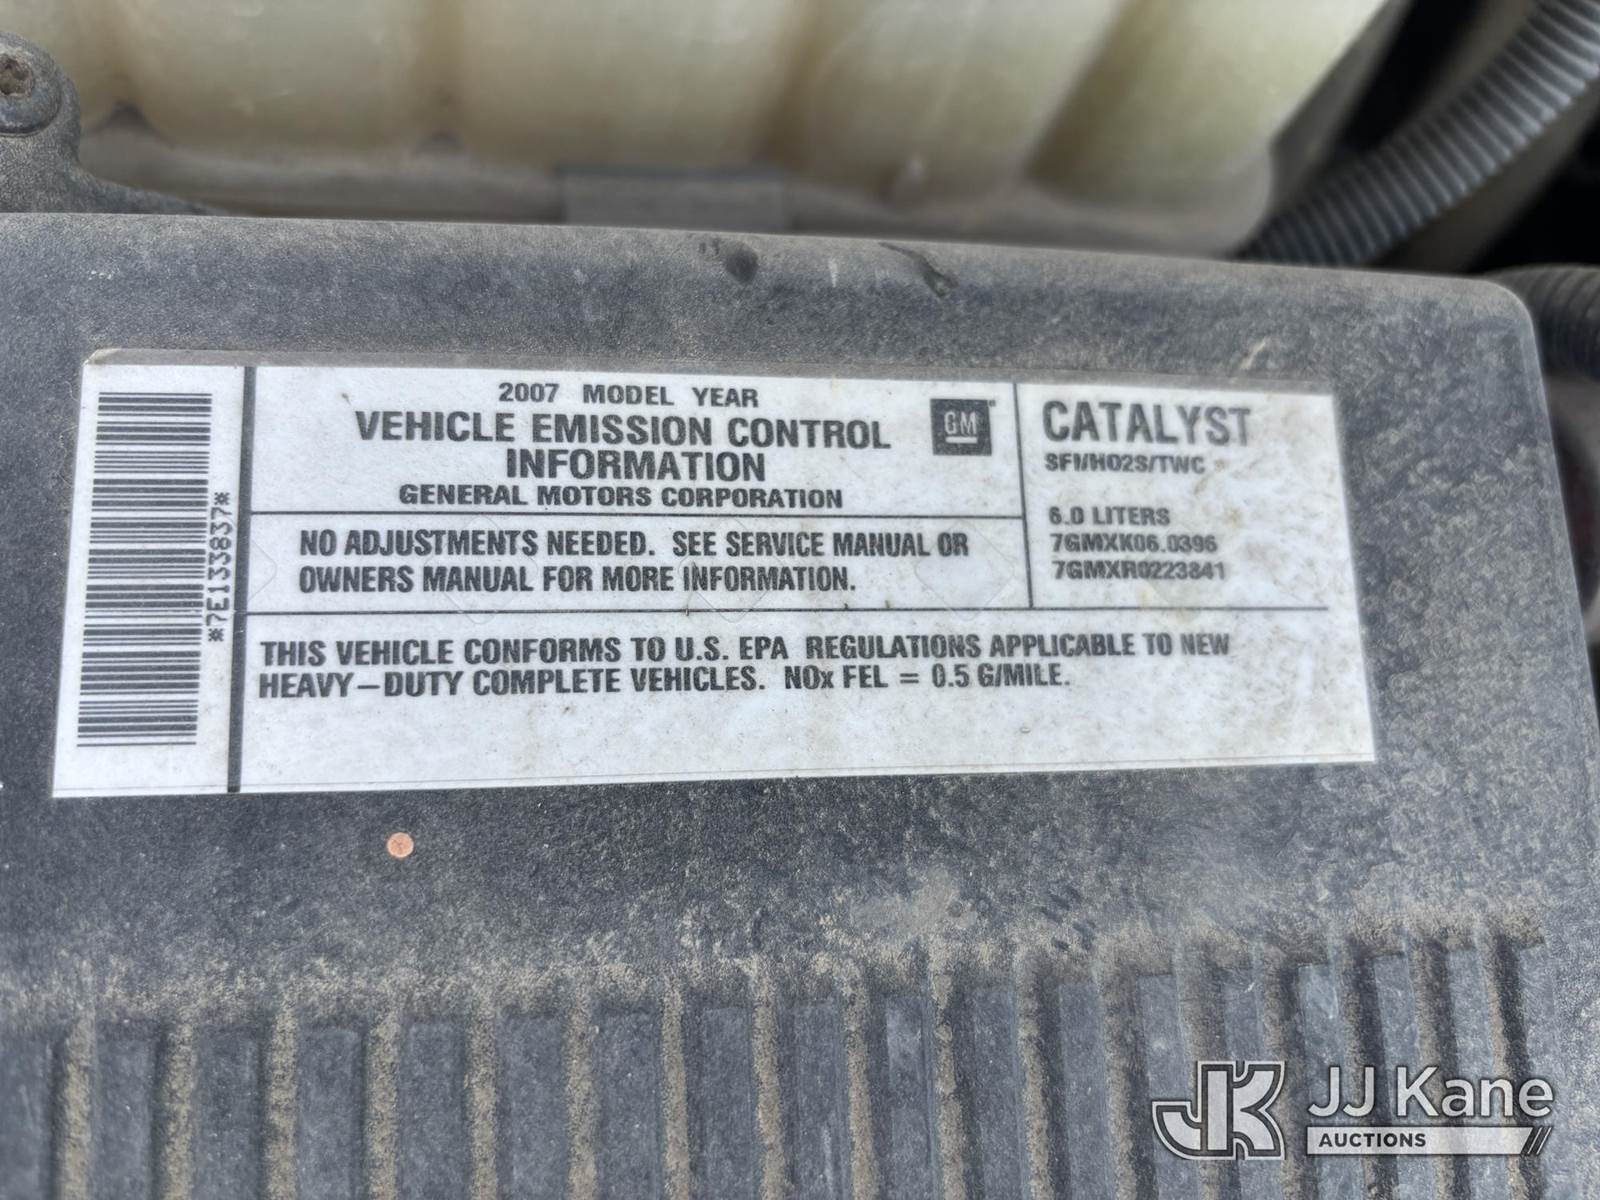 *7E133837*
2007 MODEL YEAR
VEHICLE EMISSION CONTROL
INFORMATION
GENERAL MOTORS CORPORATION
GM
CATALYST
SFI/HO2S/TWC
6.0 LITERS
7GMXK06.0396
7GMXR0223841
NO ADJUSTMENTS NEEDED. SEE SERVICE MANUAL OR
OWNERS MANUAL FOR MORE INFORMATION.
THIS VEHICLE CONFORMS TO U.S. EPA REGULATIONS APPLICABLE TO NEW
HEAVY-DUTY COMPLETE VEHICLES. NOx FEL = 0.5 G/MILE.
JK JJ Kane
AUCTIONS